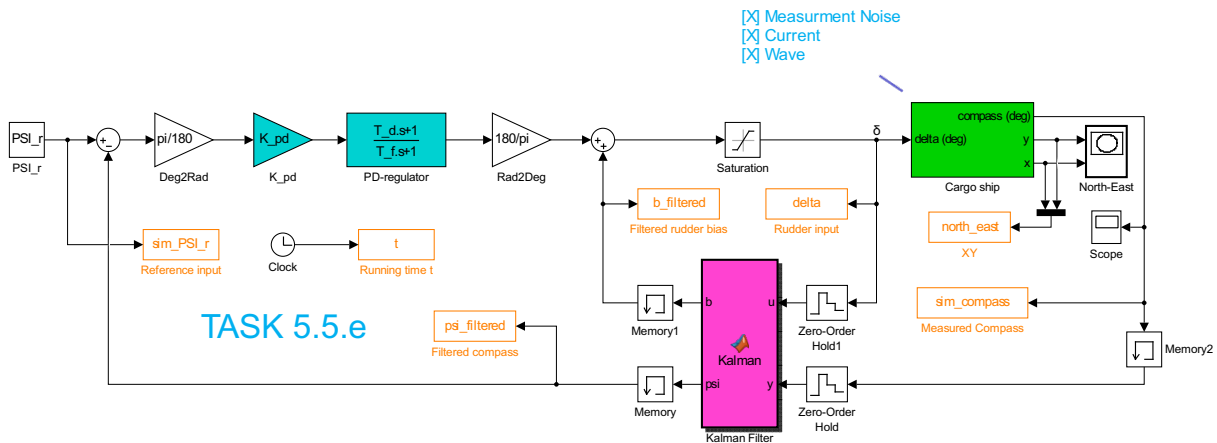 [X] Measurment Noise
[X] Current
[X] Wave
PSI_r
PSI_r
pi/180
Deg2Rad
K_pd
K_pd
T_d.s+1
T_f.s+1
PD-regulator
180/pi
Rad2Deg
Saturation
δ
delta (deg)
compass (deg)
y
x
Cargo ship
North-East
sim_PSI_r
Reference input
Clock
t
Running time t
b_filtered
Filtered rudder bias
delta
Rudder input
north_east
XY
Scope
TASK 5.5.e
psi_filtered
Filtered compass
Memory1
b
u
Kalman
psi
y
Kalman Filter
Memory
Zero-Order
Hold1
Zero-Order
Hold
sim_compass
Measured Compass
Memory2